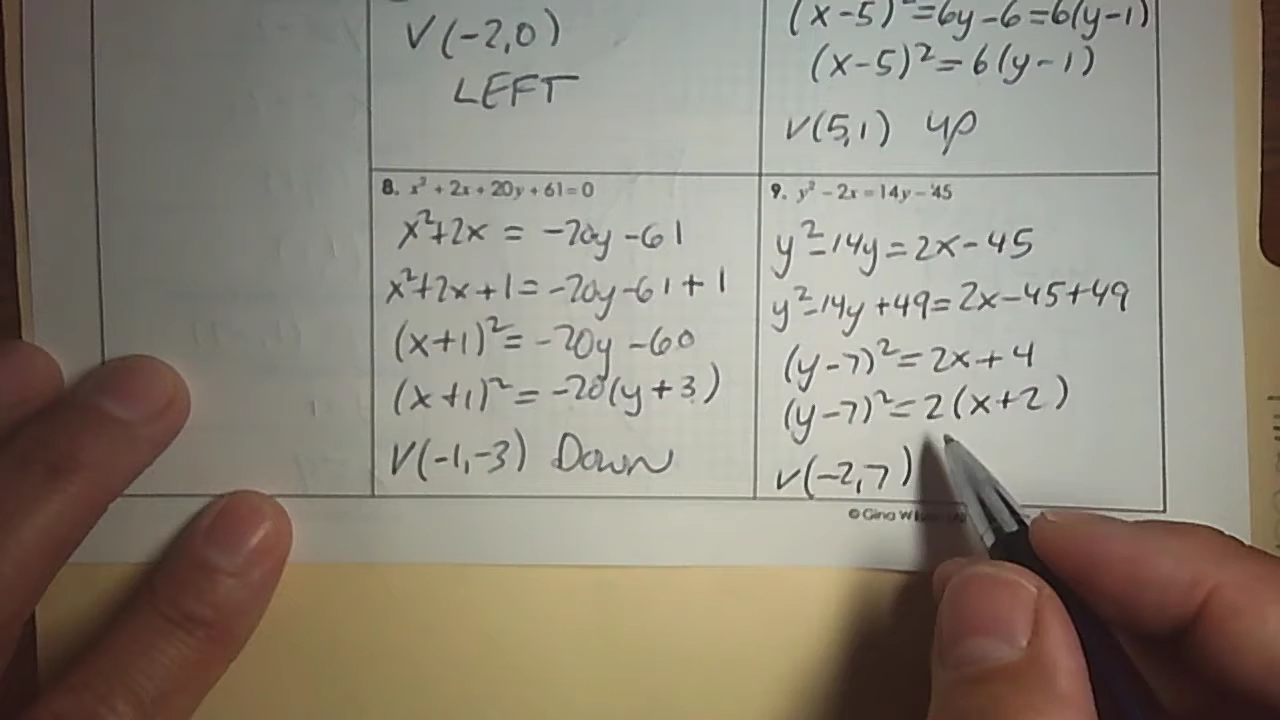 V(-2,0)
LEFT
(x-5)²=6y-6=6(y-1)
(x-5)²=6(y-1)
V(5,1) up
8. x² + 2x + 20y + 61 = 0
x²+2x = -20y-61
x²+2x+1=-20y-61+1
(x+1)²=-20y-60
(x+1)²=-20(y+3)
V(-1,-3) Down
9. y² - 2x = 14y - 45
y²-14y=2x-45
y²-14y+49=2x-45+49
(y-7)²=2x+4
(y-7)²=2(x+2)
V(-2,7)
© Gina